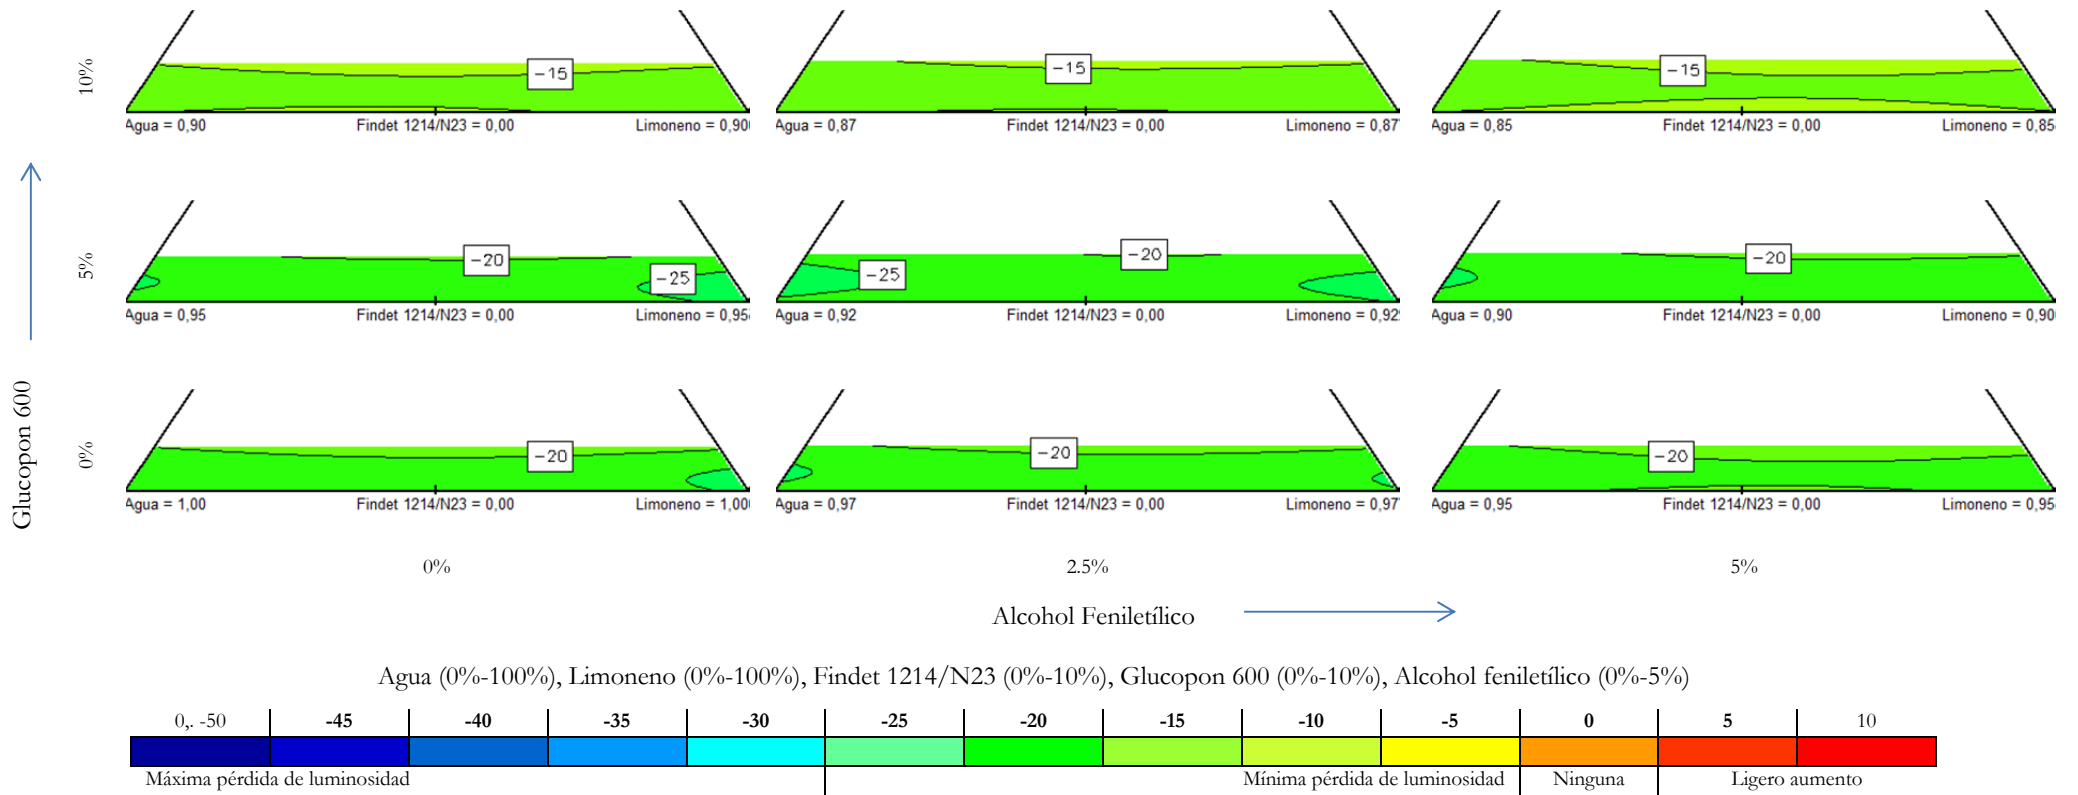 10%
-15
-15
-15
Agua = 0,90 Findet 1214/N23 = 0,00 Limoneno = 0,90
Agua = 0,87 Findet 1214/N23 = 0,00 Limoneno = 0,87
Agua = 0,85 Findet 1214/N23 = 0,00 Limoneno = 0,85
5%
-20
-25
-20
-25
-20
Agua = 0,95 Findet 1214/N23 = 0,00 Limoneno = 0,95
Agua = 0,92 Findet 1214/N23 = 0,00 Limoneno = 0,92
Agua = 0,90 Findet 1214/N23 = 0,00 Limoneno = 0,90
Glucopon 600
0%
-20
-20
-20
Agua = 1,00 Findet 1214/N23 = 0,00 Limoneno = 1,00
Agua = 0,97 Findet 1214/N23 = 0,00 Limoneno = 0,97
Agua = 0,95 Findet 1214/N23 = 0,00 Limoneno = 0,95
0% 2.5% 5%
Alcohol Feniletílico
Agua (0%-100%), Limoneno (0%-100%), Findet 1214/N23 (0%-10%), Glucopon 600 (0%-10%), Alcohol feniletílico (0%-5%)
0,. -50 -45 -40 -35 -30 -25 -20 -15 -10 -5 0 5 10
Máxima pérdida de luminosidad Mínima pérdida de luminosidad Ninguna Ligero aumento